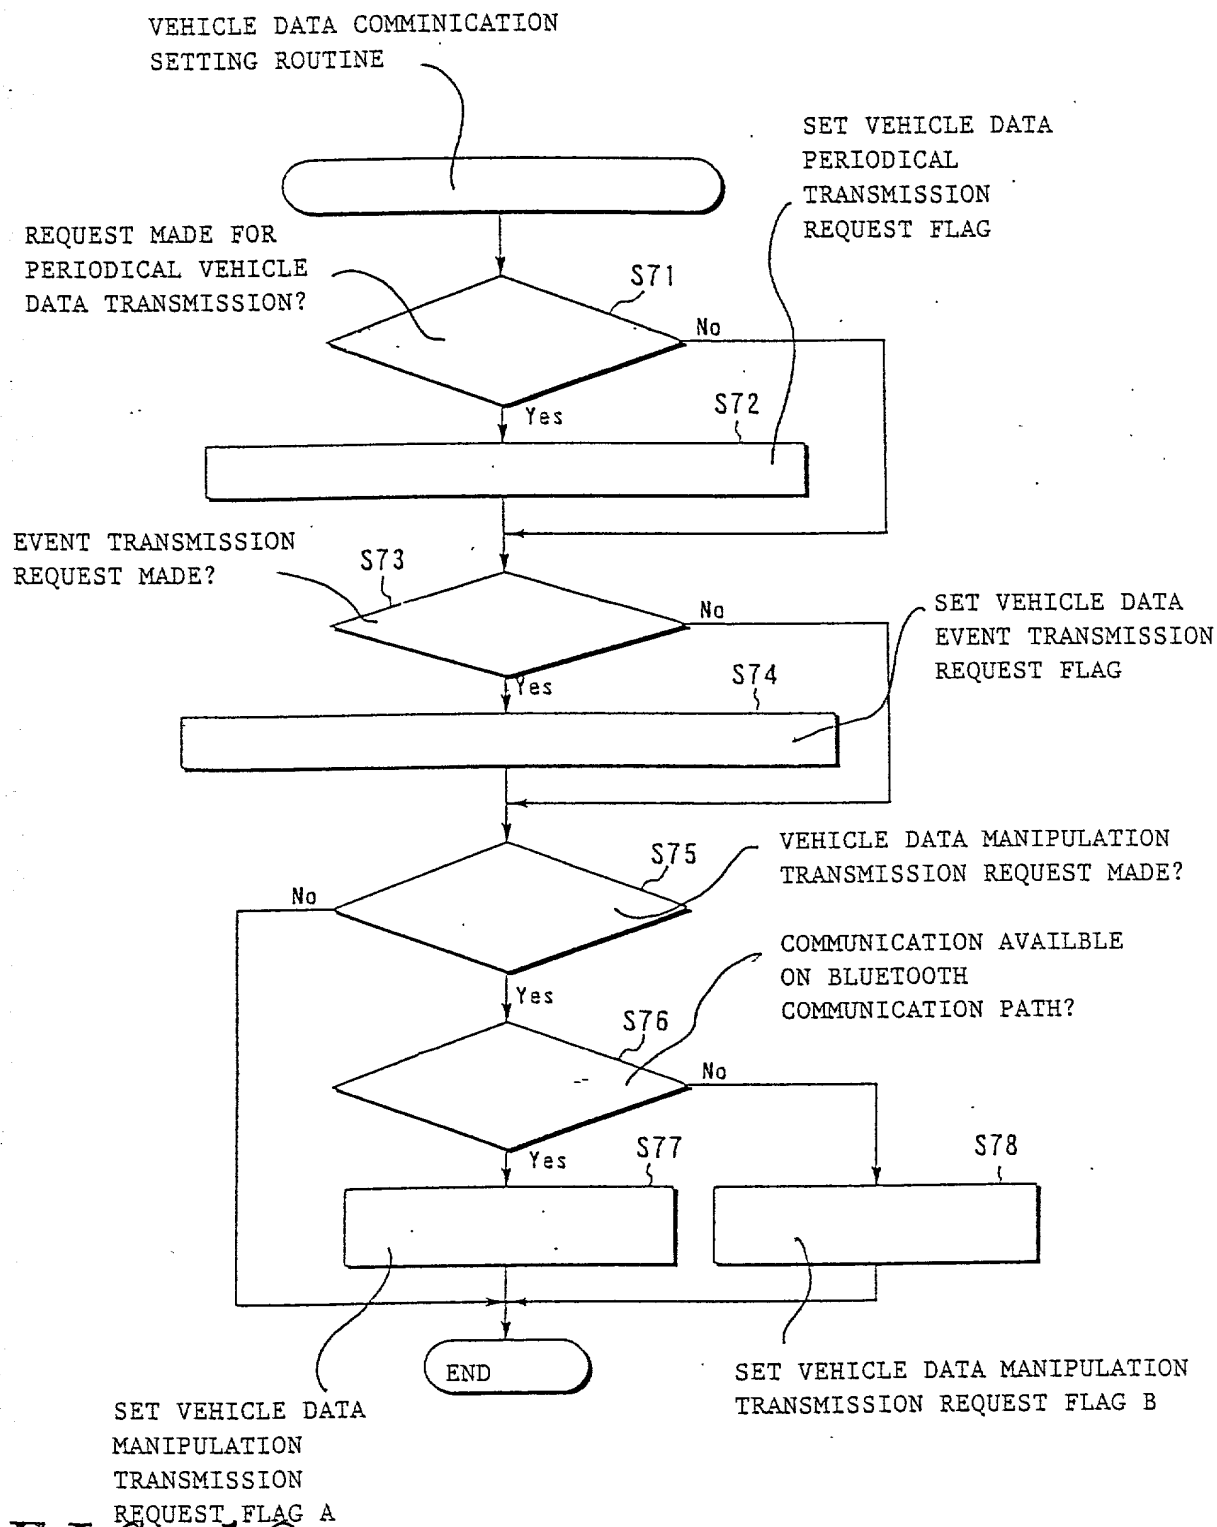 VEHICLE DATA COMMINICATION
SETTING ROUTINE
SET VEHICLE DATA
PERIODICAL
TRANSMISSION
REQUEST FLAG
REQUEST MADE FOR
PERIODICAL VEHICLE
DATA TRANSMISSION?
S71
No
Yes
S72
EVENT TRANSMISSION
REQUEST MADE?
S73
No
SET VEHICLE DATA
EVENT TRANSMISSION
REQUEST FLAG
Yes
S74
VEHICLE DATA MANIPULATION
TRANSMISSION REQUEST MADE?
S75
No
COMMUNICATION AVAILBLE
ON BLUETOOTH
COMMUNICATION PATH?
Yes
S76
No
Yes
S77
S78
END
SET VEHICLE DATA MANIPULATION
TRANSMISSION REQUEST FLAG B
SET VEHICLE DATA
MANIPULATION
TRANSMISSION
REQUEST FLAG A